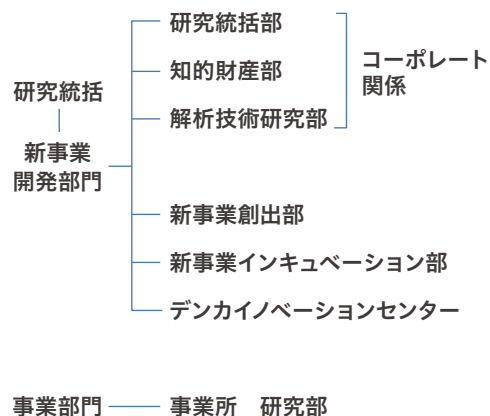 研究統括
新事業
開発部門
研究統括部
知的財産部
解析技術研究部
コーポレート
関係
新事業創出部
新事業インキュベーション部
デンカイノベーションセンター
事業部門
事業所　研究部